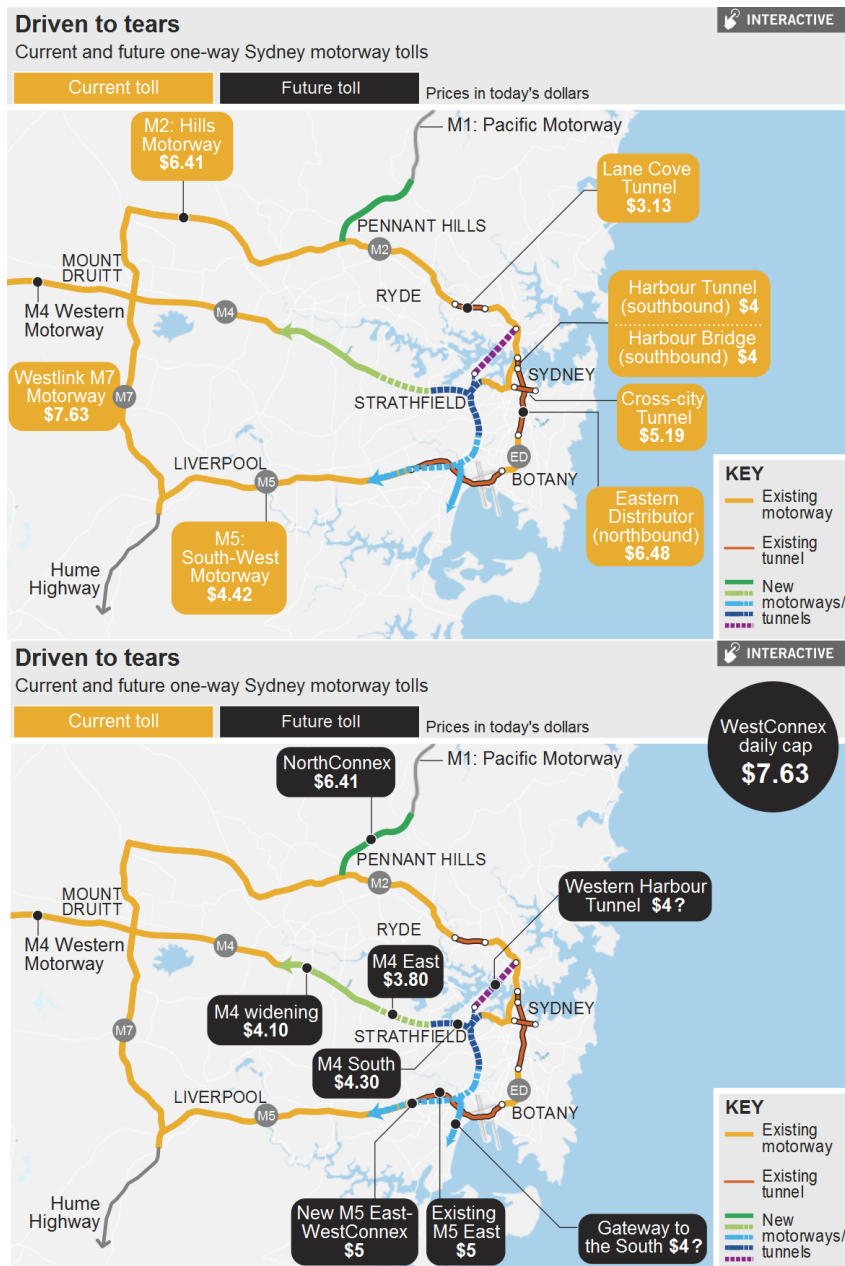 Driven to tears
INTERACTIVE
Current and future one-way Sydney motorway tolls
Current toll
Future toll
Prices in today's dollars
M2: Hills
Motorway
$6.41
M1: Pacific Motorway
Lane Cove
Tunnel
$3.13
PENNANT HILLS
M2
MOUNT
DRUITT
RYDE
M4 Western
Motorway
M4
Harbour Tunnel
(southbound) $4
Harbour Bridge
(southbound) $4
Westlink M7
Motorway
$7.63
M7
SYDNEY
STRATHFIELD
Cross-city
Tunnel
$5.19
LIVERPOOL
M5
ED
BOTANY
Eastern
Distributor
(northbound)
$6.48
M5:
South-West
Motorway
$4.42
Hume
Highway
KEY
Existing
motorway
Existing
tunnel
New
motorways/
tunnels
Driven to tears
INTERACTIVE
Current and future one-way Sydney motorway tolls
Current toll
Future toll
Prices in today's dollars
WestConnex
daily cap
$7.63
NorthConnex
$6.41
M1: Pacific Motorway
PENNANT HILLS
M2
MOUNT
DRUITT
Western Harbour
Tunnel $4?
RYDE
M4 Western
Motorway
M4
M4 East
$3.80
M4 widening
$4.10
SYDNEY
STRATHFIELD
M7
M4 South
$4.30
LIVERPOOL
M5
ED
BOTANY
Hume
Highway
New M5 East-
WestConnex
$5
Existing
M5 East
$5
Gateway to
the South $4?
KEY
Existing
motorway
Existing
tunnel
New
motorways/
tunnels